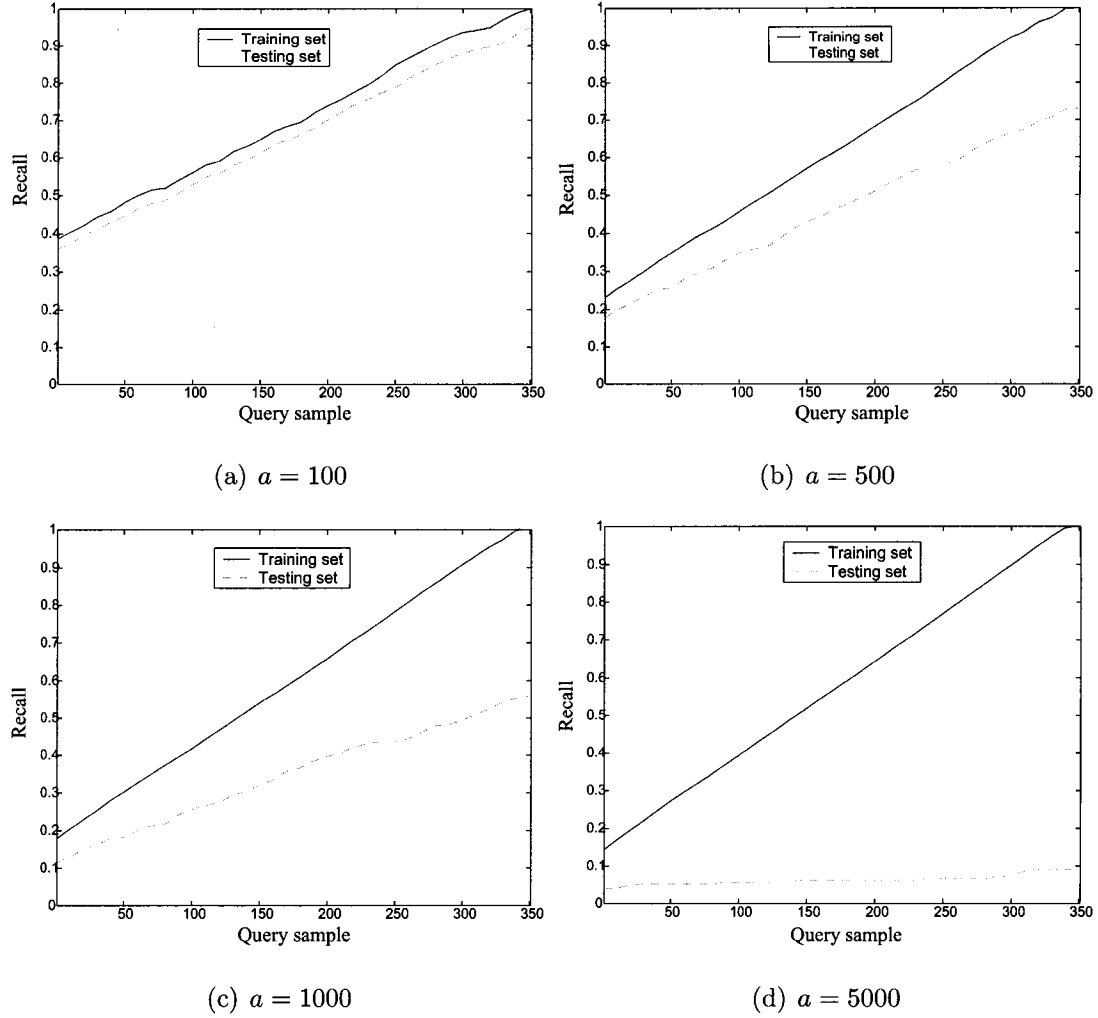 1
0.9
0.8
0.7
0.6
0.5
0.4
0.3
0.2
0.1
0
Recall
Training set
Testing set
50 100 150 200 250 300 350
Query sample
(a) a = 100
1
0.9
0.8
0.7
0.6
0.5
0.4
0.3
0.2
0.1
0
Recall
Training set
Testing set
50 100 150 200 250 300 350
Query sample
(b) a = 500
1
0.9
0.8
0.7
0.6
0.5
0.4
0.3
0.2
0.1
0
Recall
Training set
Testing set
50 100 150 200 250 300 350
Query sample
(c) a = 1000
1
0.9
0.8
0.7
0.6
0.5
0.4
0.3
0.2
0.1
0
Recall
Training set
Testing set
50 100 150 200 250 300 350
Query sample
(d) a = 5000